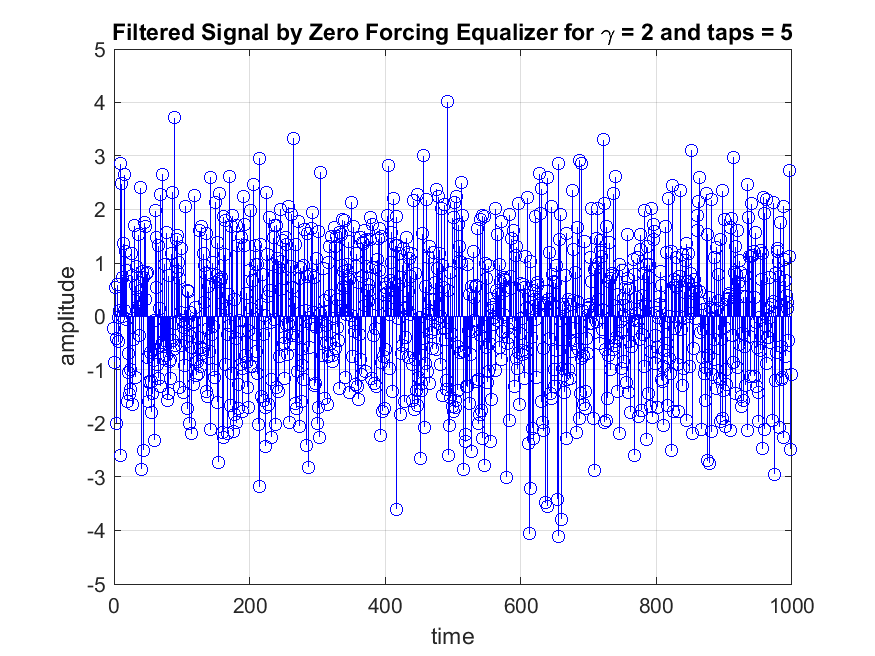 Filtered Signal by Zero Forcing Equalizer for γ = 2 and taps = 5
5
4
3
2
1
0
-1
-2
-3
-4
-5
amplitude
0 200 400 600 800 1000
time